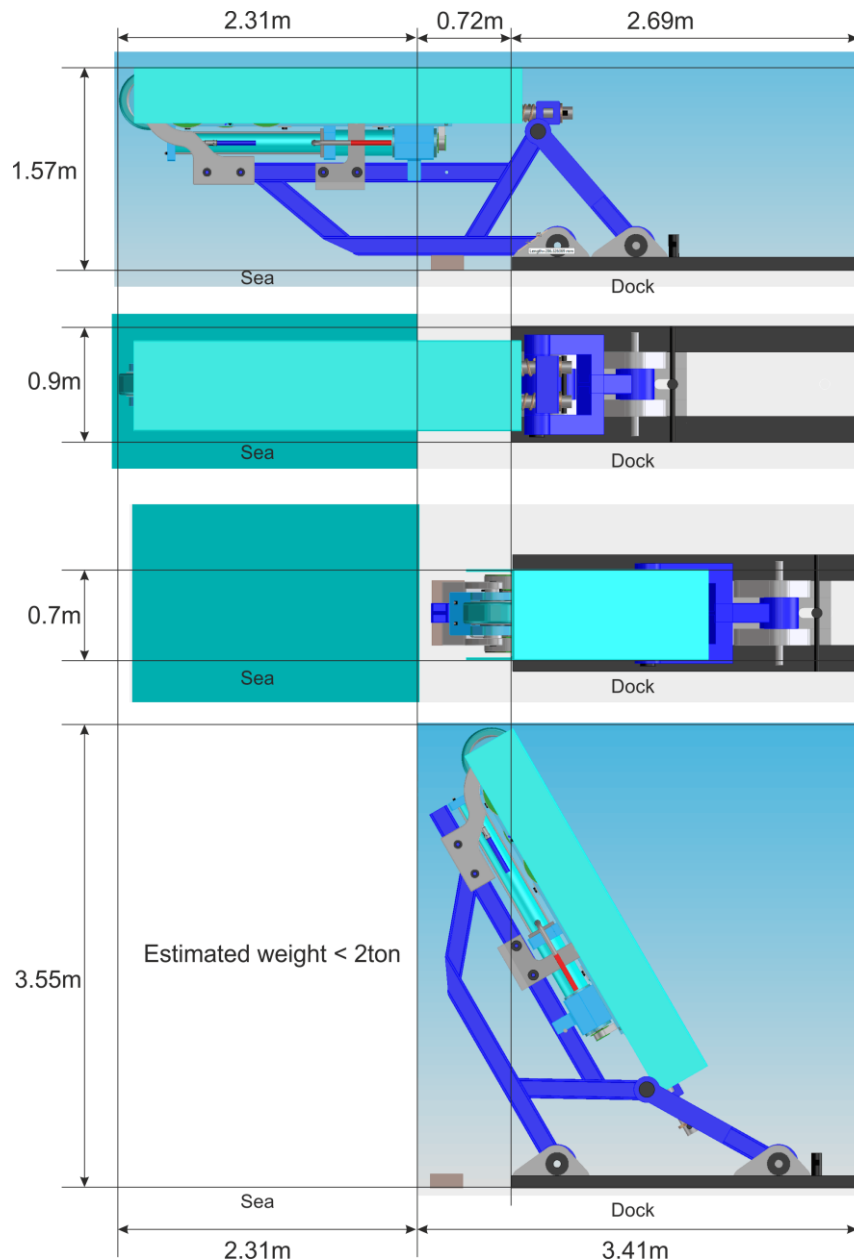 2.31m 0.72m 2.69m
1.57m
Sea
Dock
0.9m
Sea
Dock
0.7m
Sea
Dock
Estimated weight < 2ton
3.55m
Sea
Dock
2.31m 3.41m